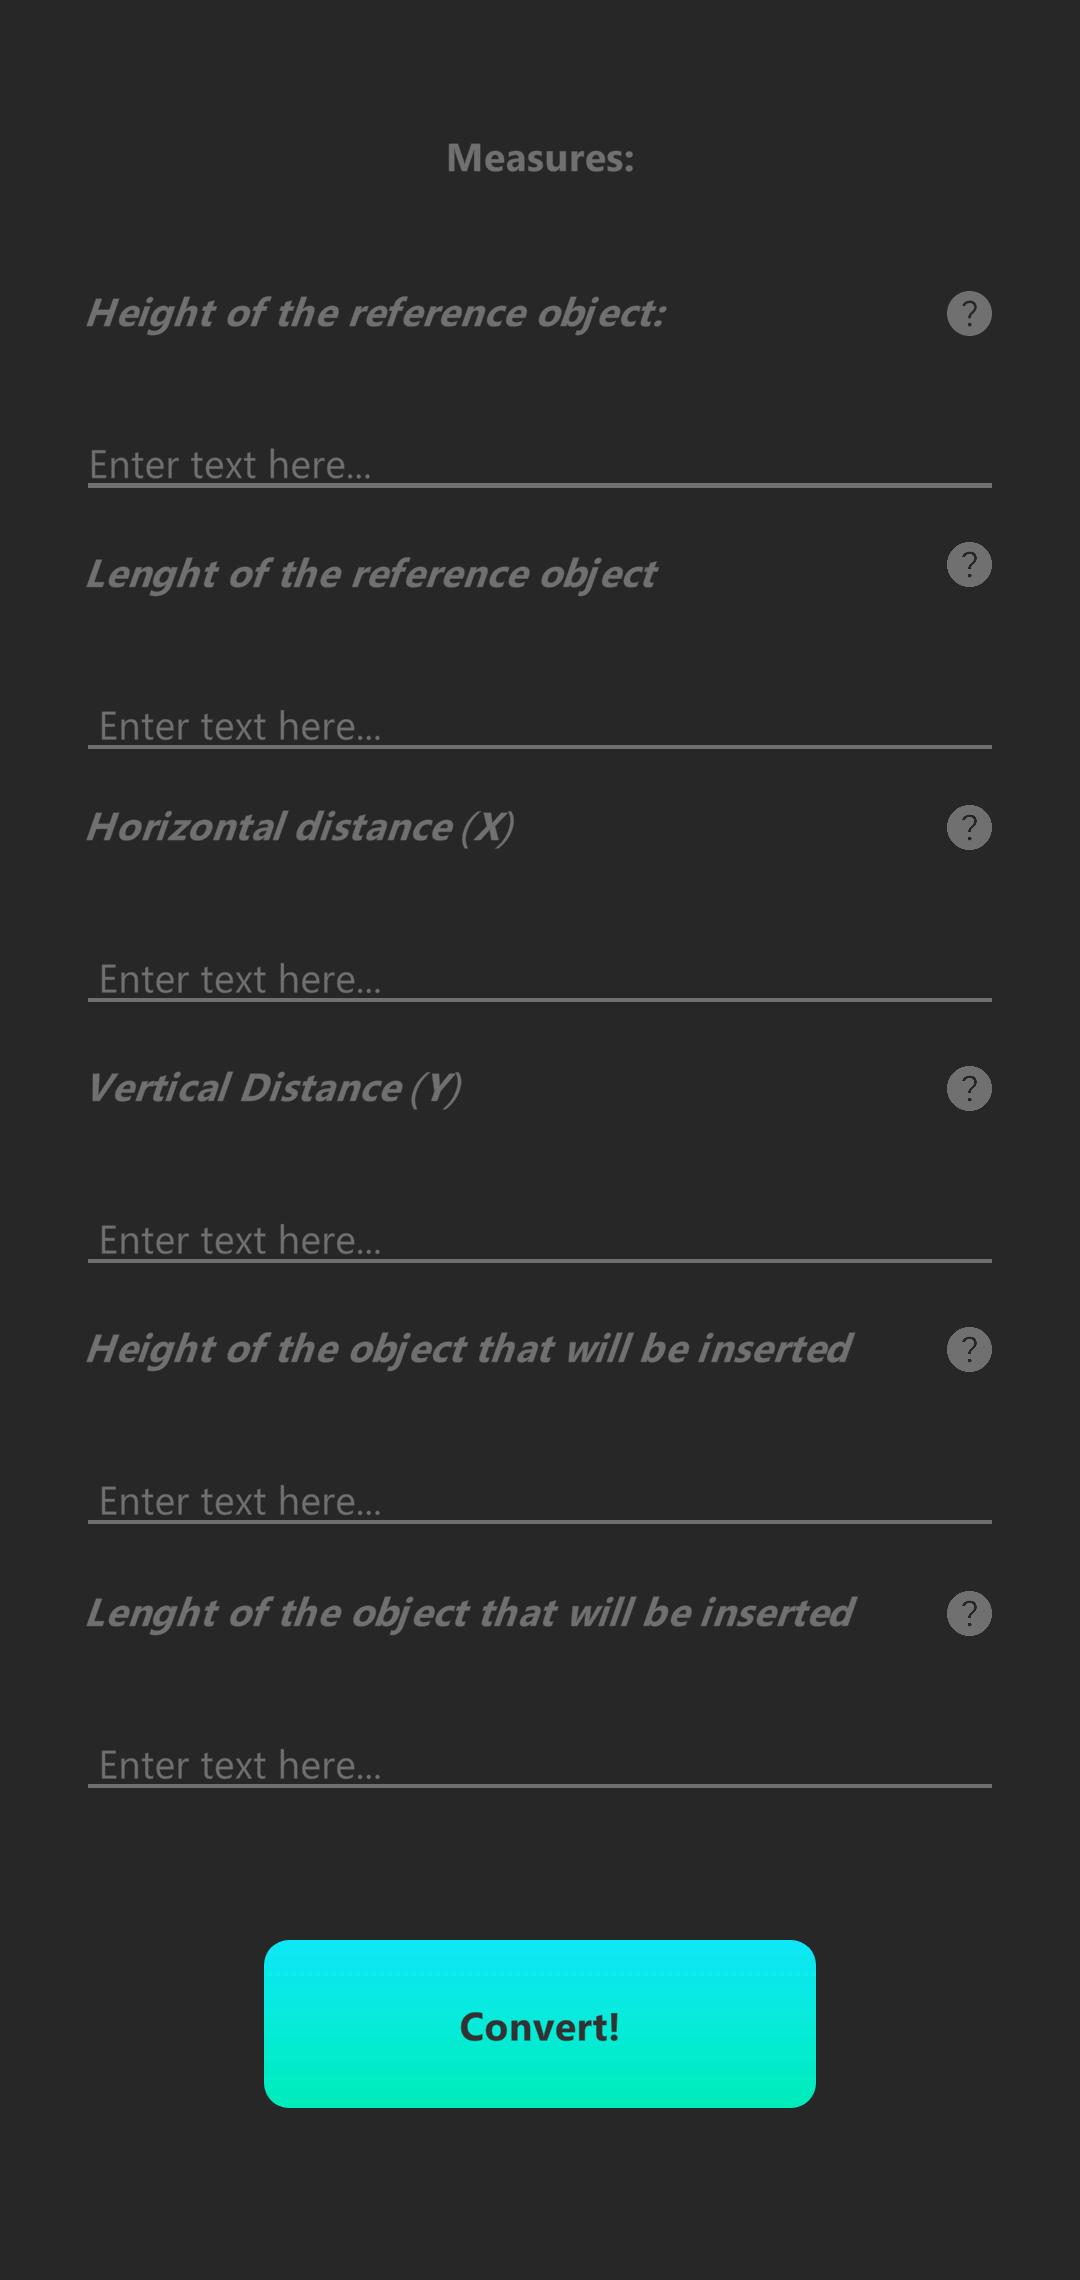 Measures:
Height of the reference object: ?
Enter text here...
Lenght of the reference object ?
Enter text here...
Horizontal distance (X) ?
Enter text here...
Vertical Distance (Y) ?
Enter text here...
Height of the object that will be inserted ?
Enter text here...
Lenght of the object that will be inserted ?
Enter text here...
Convert!